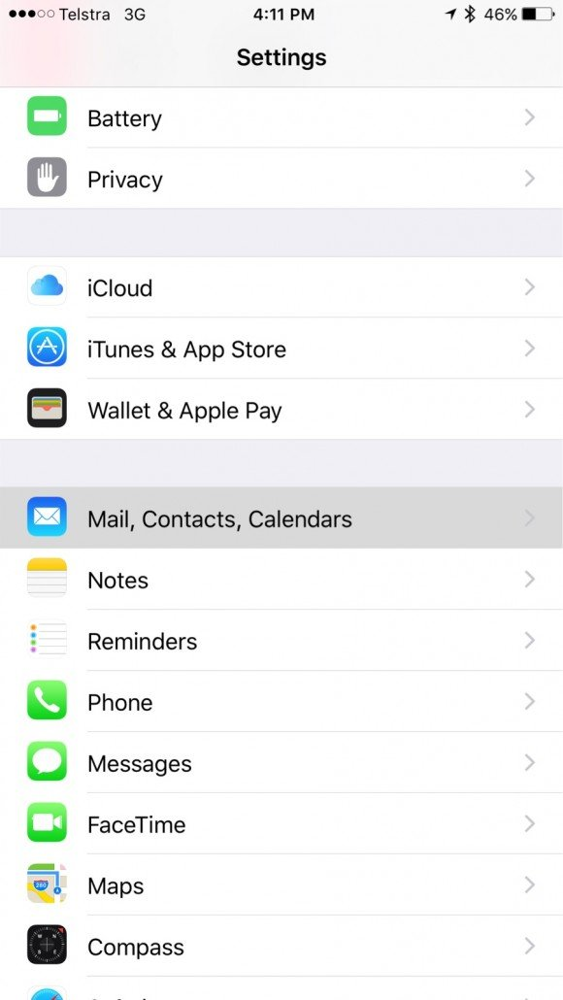 Telstra 3G 4:11 PM 46%
Settings
Battery
Privacy
iCloud
iTunes & App Store
Wallet & Apple Pay
Mail, Contacts, Calendars
Notes
Reminders
Phone
Messages
FaceTime
280
Maps
Compass